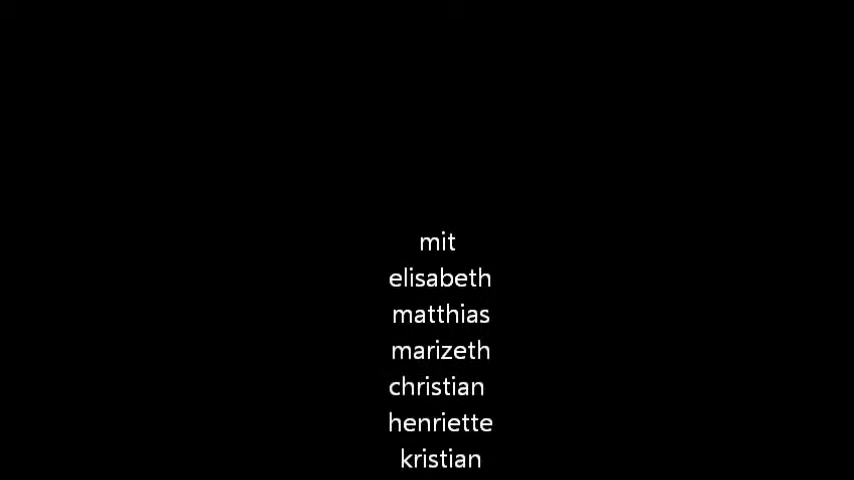 mit
elisabeth
matthias
marizeth
christian
henriette
kristian